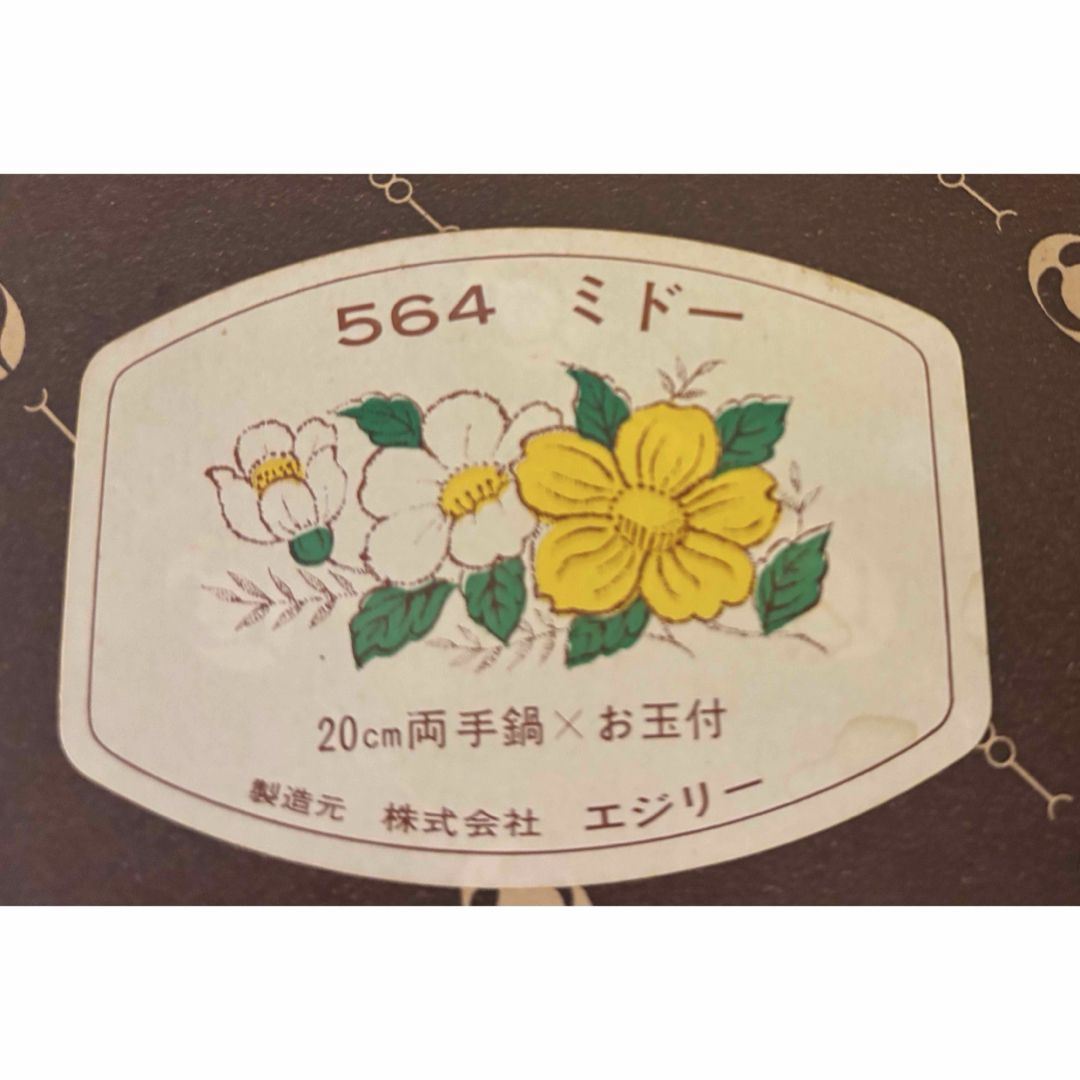 564 ミドー
20cm両手鍋×お玉付
製造元 株式会社 エジリー